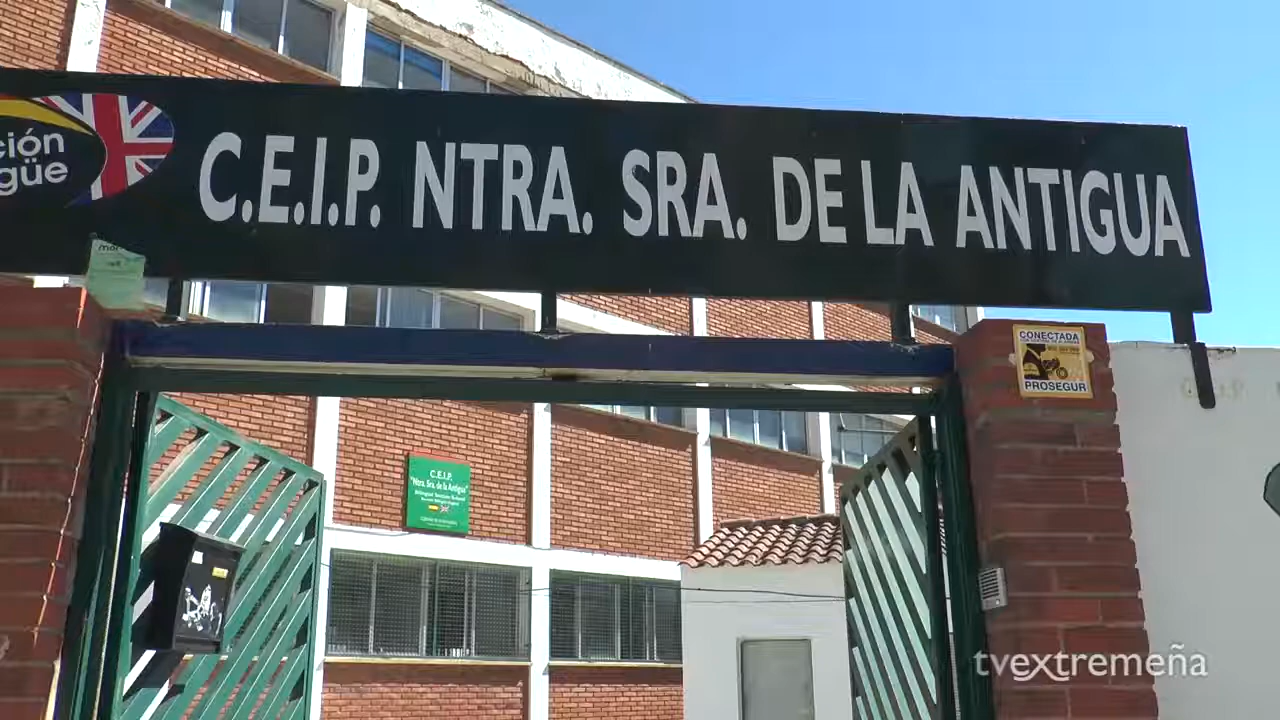 ción
güe
C.E.I.P. NTRA. SRA. DE LA ANTIGUA
CONECTADA
PROSEGUR
C.E.I.P.
"Ntra. Sra. de la Antigua"
tvextremeña